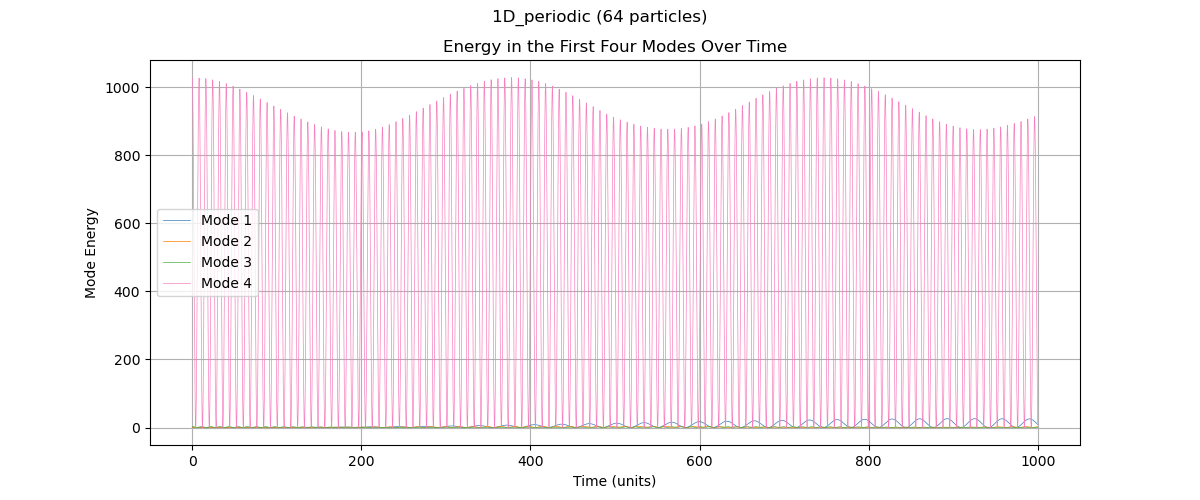 1D_periodic (64 particles)
Energy in the First Four Modes Over Time
Mode Energy
1000
800
600
400
200
0
Mode 1
Mode 2
Mode 3
Mode 4
0 200 400 600 800 1000
Time (units)